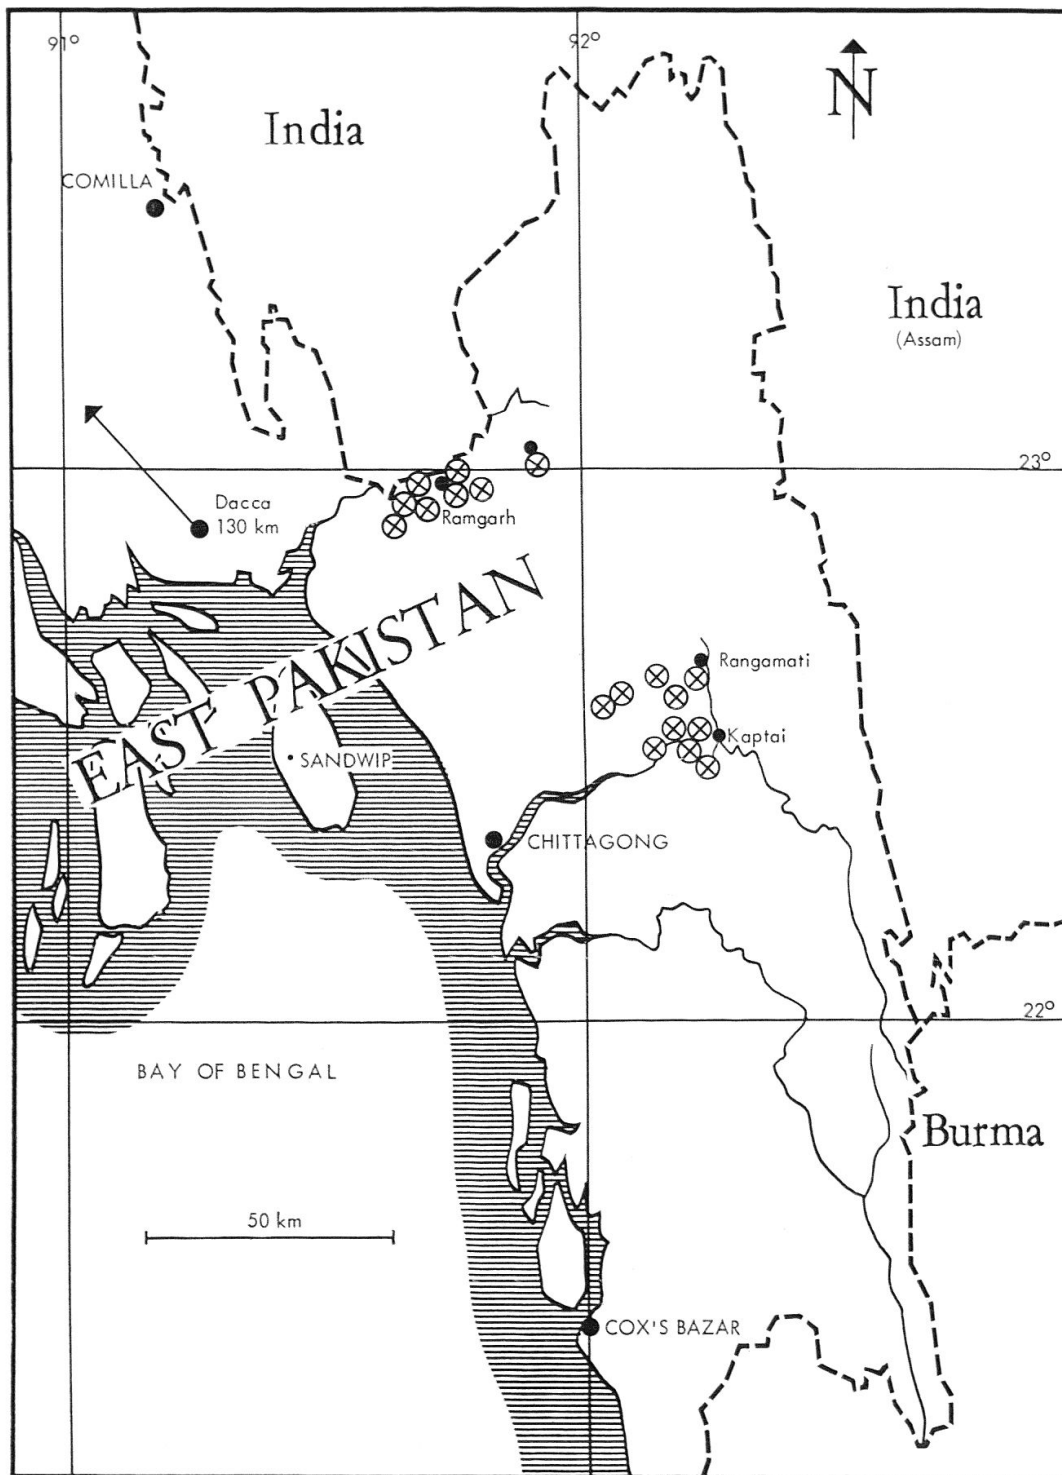 91°
92°
N
India
COMILLA
India
(Assam)
23°
Dacca
130 km
Ramgarh
EAST PAKISTAN
Rangamati
Kaptai
SANDWIP
CHITTAGONG
22°
BAY OF BENGAL
Burma
50 km
COX'S BAZAR